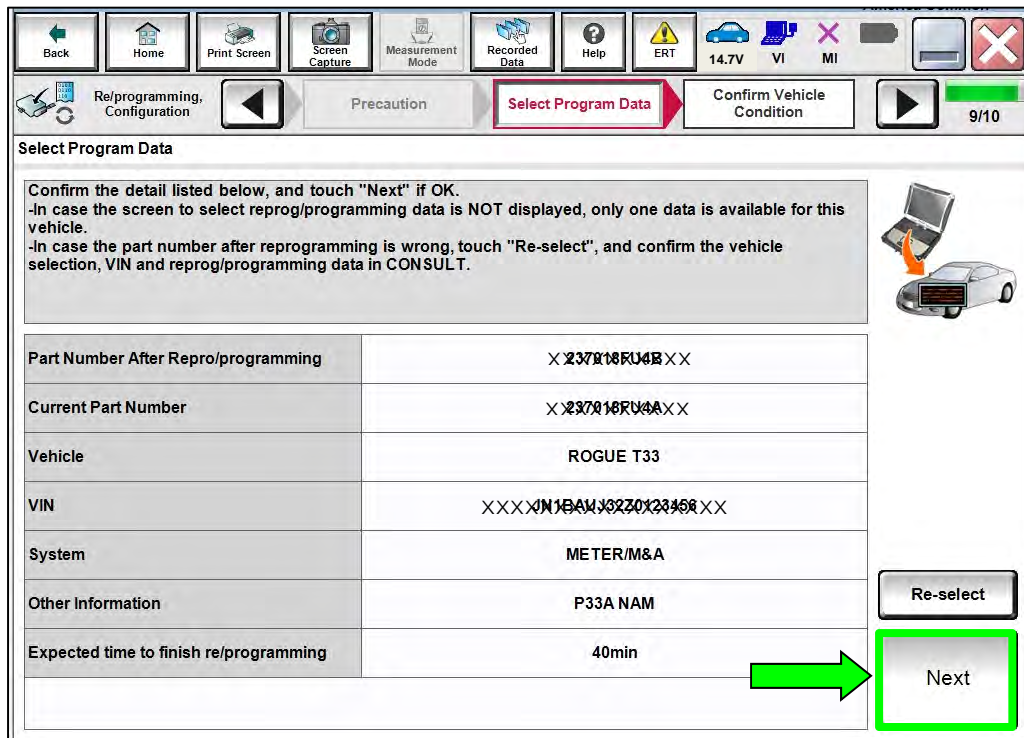 Back
Home
Print Screen
Screen
Capture
Measurement
Mode
Recorded
Data
Help
ERT
14.7V
VI
MI
Re/programming,
Configuration
Precaution
Select Program Data
Confirm Vehicle
Condition
9/10
Select Program Data
Confirm the detail listed below, and touch "Next" if OK.
-In case the screen to select reprog/programming data is NOT displayed, only one data is available for this
vehicle.
-In case the part number after reprogramming is wrong, touch "Re-select", and confirm the vehicle
selection, VIN and reprog/programming data in CONSULT.
Part Number After Repro/programming
Current Part Number
Vehicle
ROGUE T33
VIN
System
METER/M&A
Other Information
P33A NAM
Expected time to finish re/programming
40min
Re-select
Next